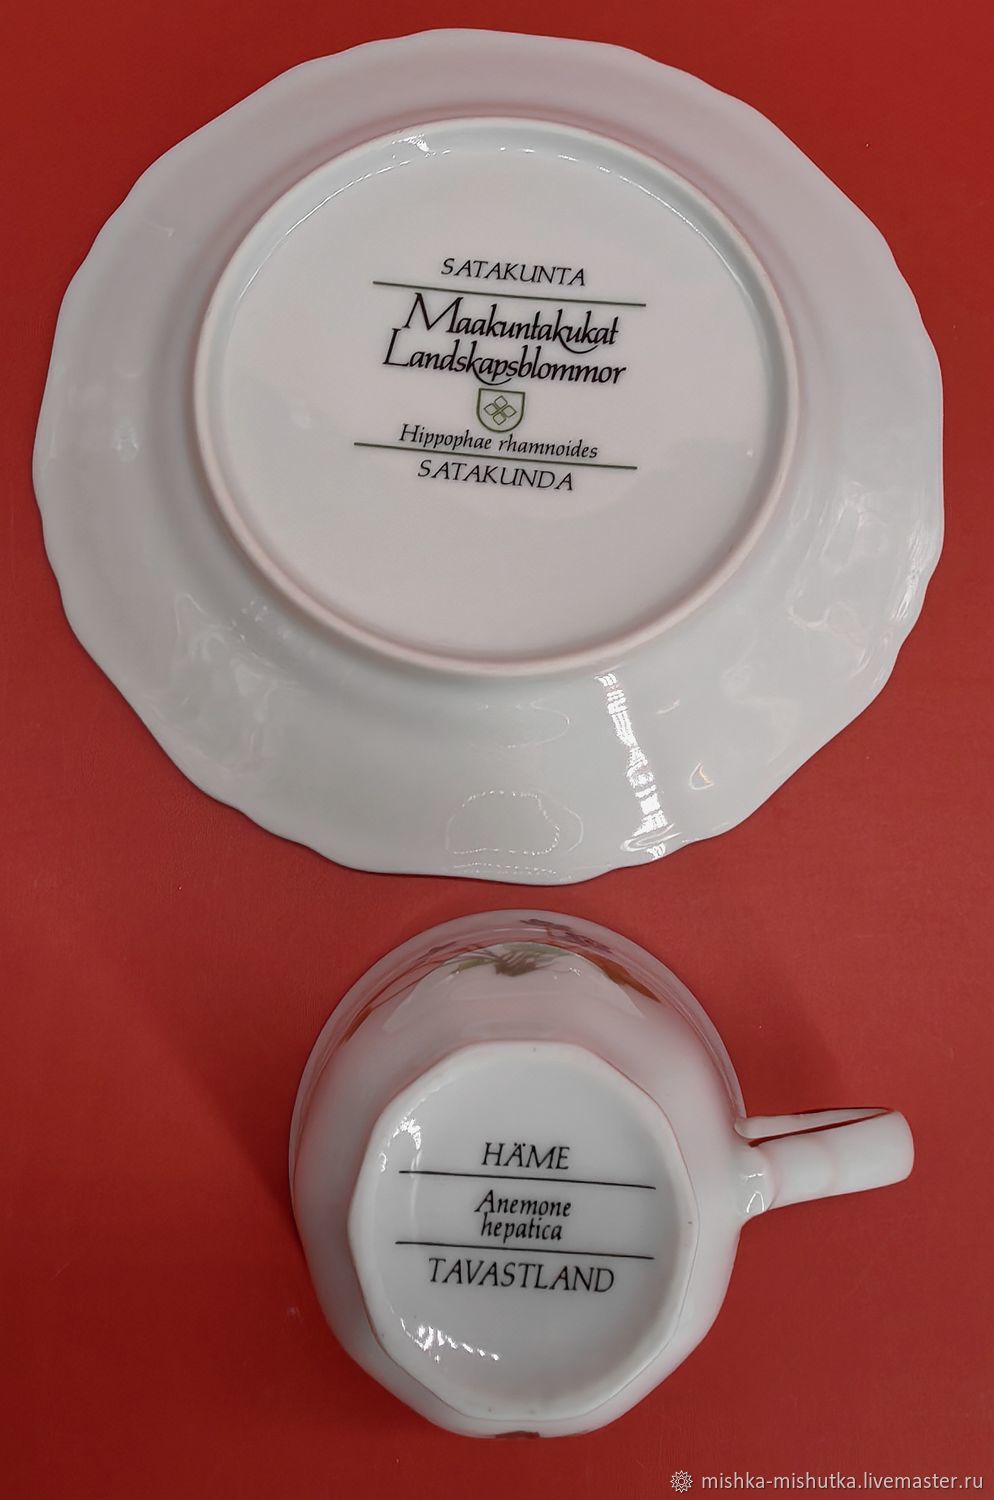 SATAKUNTA
Maakuntakukat
Landskapsblommor
Hippophae rhamnoides
SATAKUNDA
HÄME
Anemone
hepatica
TAVASTLAND
mishka-mishutka.livemaster.ru